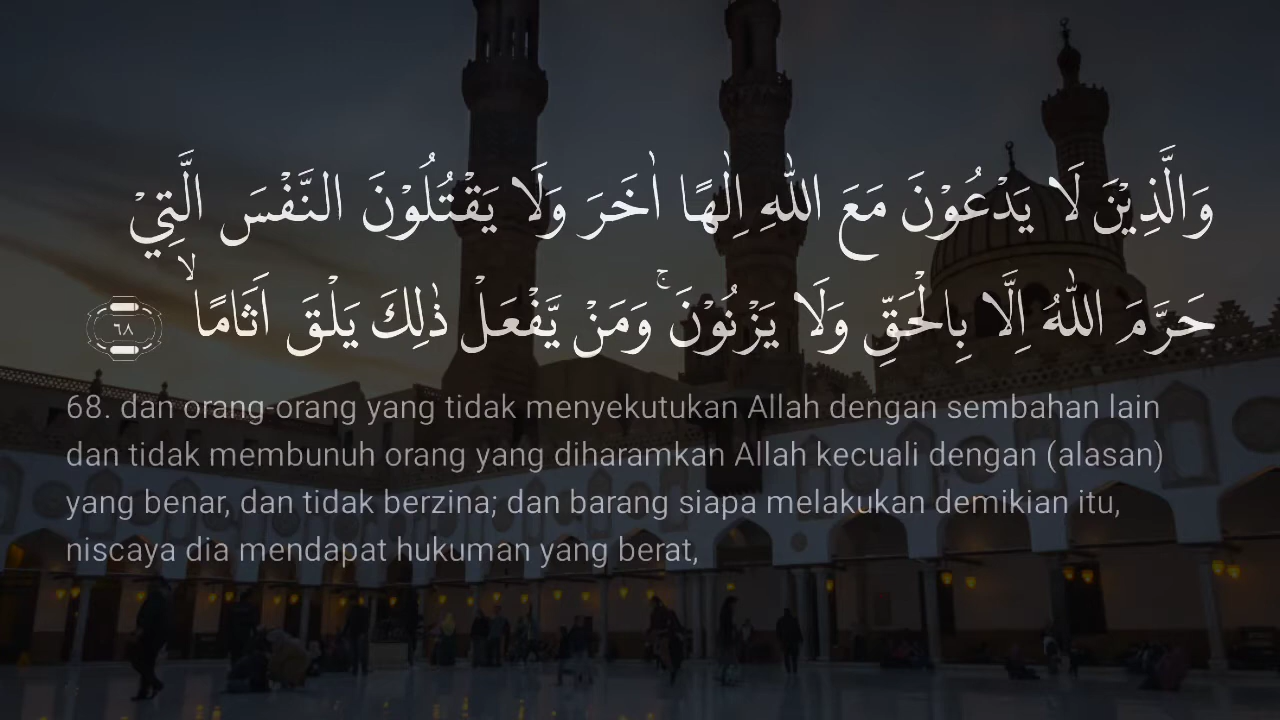 وَالَّذِيْنَ لَا يَدْعُوْنَ مَعَ اللّٰهِ اِلٰهًا اٰخَرَ وَلَا يَقْتُلُوْنَ النَّفْسَ الَّتِيْ
حَرَّمَ اللّٰهُ اِلَّا بِالْحَقِّ وَلَا يَزْنُوْنَۚ وَمَنْ يَّفْعَلْ ذٰلِكَ يَلْقَ اَثَامًا ۙ ٦٨
68. dan orang-orang yang tidak menyekutukan Allah dengan sembahan lain
dan tidak membunuh orang yang diharamkan Allah kecuali dengan (alasan)
yang benar, dan tidak berzina; dan barang siapa melakukan demikian itu,
niscaya dia mendapat hukuman yang berat,